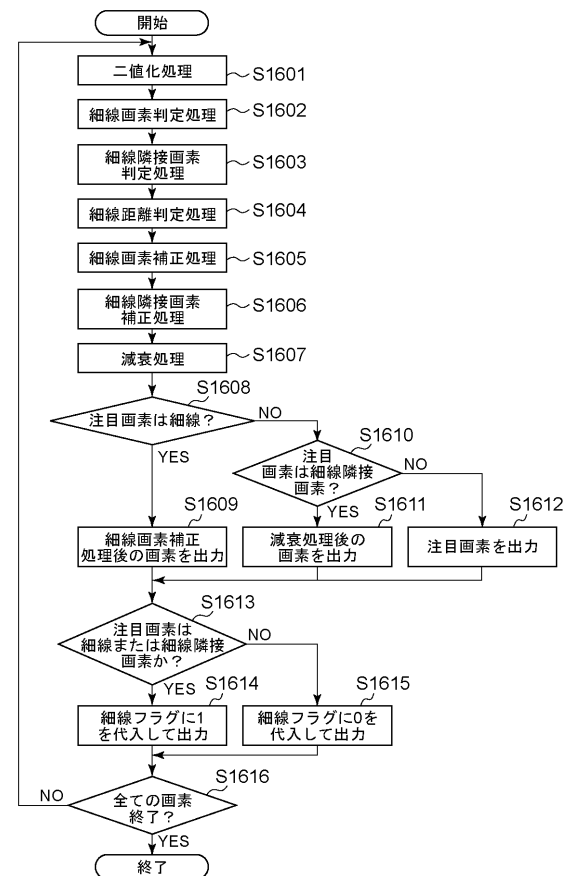 開始
二値化処理
S1601
細線画素判定処理
S1602
細線隣接画素
判定処理
S1603
細線距離判定処理
S1604
細線画素補正処理
S1605
細線隣接画素
補正処理
S1606
減衰処理
S1607
S1608
注目画素は細線？
NO
YES
S1610
注目
画素は細線隣接
画素？
NO
YES
S1609
細線画素補正
処理後の画素を出力
S1611
減衰処理後の
画素を出力
S1612
注目画素を出力
S1613
注目画素は
細線または細線隣接
画素か？
NO
YES
S1614
細線フラグに1
を代入して出力
S1615
細線フラグに0を
代入して出力
S1616
全ての画素
終了？
NO
YES
終了